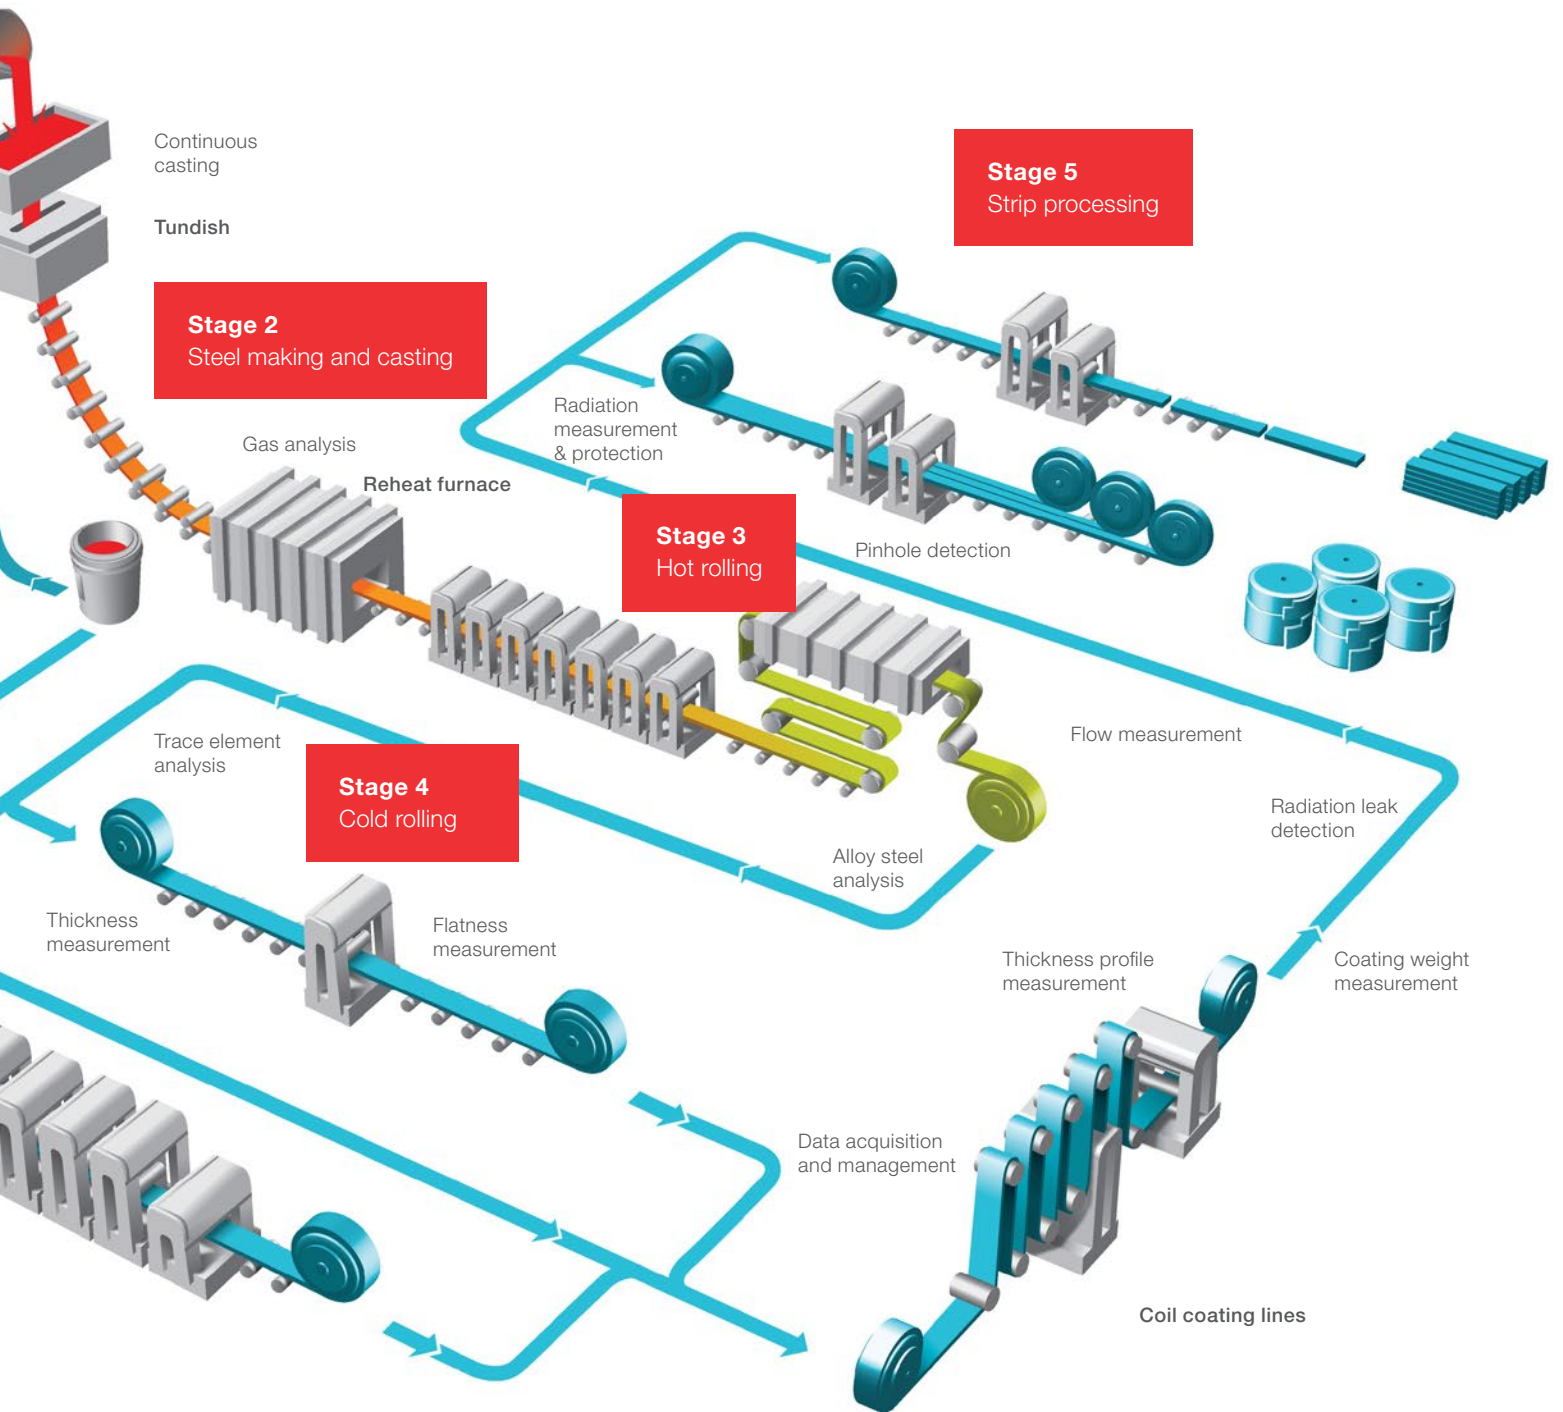 Continuous
casting
Tundish
Stage 2
Steel making and casting
Stage 5
Strip processing
Gas analysis
Reheat furnace
Radiation
measurement
& protection
Stage 3
Hot rolling
Pinhole detection
Trace element
analysis
Stage 4
Cold rolling
Flow measurement
Radiation leak
detection
Alloy steel
analysis
Thickness
measurement
Flatness
measurement
Thickness profile
measurement
Coating weight
measurement
Data acquisition
and management
Coil coating lines